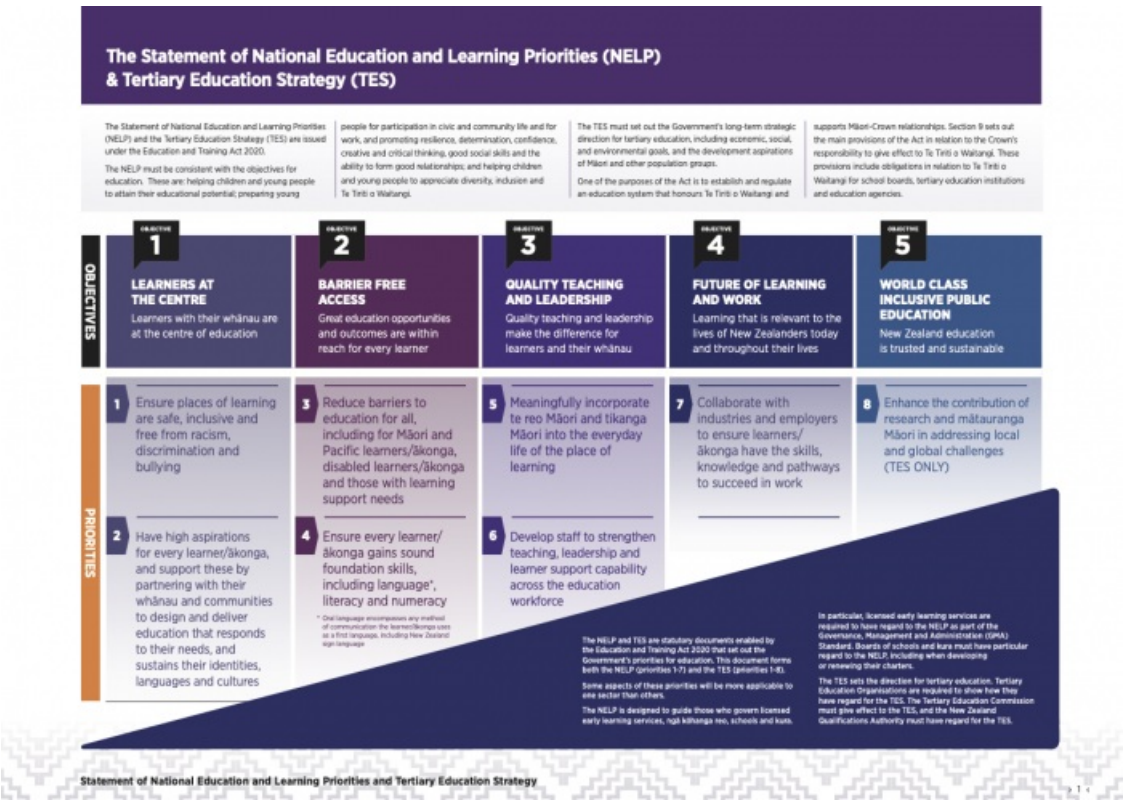 The Statement of National Education and Learning Priorities (NELP)
& Tertiary Education Strategy (TES)
The Statement of National Education and Learning Priorities
(NELP) and the Tertiary Education Strategy (TES) are issued
under the Education and Training Act 2020.
The NELP must be consistent with the objectives for
education. These are: helping children and young people
to attain their educational potential; preparing young
people for participation in civic and community life and for
work, and promoting resilience, determination, confidence,
creative and critical thinking, good social skills and the
ability to form good relationships; and helping children
and young people to appreciate diversity, inclusion and
Te Tiriti o Waitangi.
The TES must set out the Government's long-term strategic
direction for tertiary education, including economic, social,
and environmental goals, and the development aspirations
of Māori and other population groups.
One of the purposes of the Act is to establish and regulate
an education system that honours Te Tiriti o Waitangi and
supports Māori-Crown relationships. Section 9 sets out
the main provisions of the Act in relation to the Crown's
responsibility to give effect to Te Tiriti o Waitangi. These
provisions include obligations in relation to Te Tiriti o
Waitangi for school boards, tertiary education institutions
and education agencies.
OBJECTIVES
OBJECTIVE
1
LEARNERS AT
THE CENTRE
Learners with their whānau are
at the centre of education
OBJECTIVE
2
BARRIER FREE
ACCESS
Great education opportunities
and outcomes are within
reach for every learner
OBJECTIVE
3
QUALITY TEACHING
AND LEADERSHIP
Quality teaching and leadership
make the difference for
learners and their whānau
OBJECTIVE
4
FUTURE OF LEARNING
AND WORK
Learning that is relevant to the
lives of New Zealanders today
and throughout their lives
OBJECTIVE
5
WORLD CLASS
INCLUSIVE PUBLIC
EDUCATION
New Zealand education
is trusted and sustainable
PRIORITIES
1
Ensure places of learning
are safe, inclusive and
free from racism,
discrimination and
bullying
2
Have high aspirations
for every learner/ākonga,
and support these by
partnering with their
whānau and communities
to design and deliver
education that responds
to their needs, and
sustains their identities,
languages and cultures
3
Reduce barriers to
education for all,
including for Māori and
Pacific learners/ākonga,
disabled learners/ākonga
and those with learning
support needs
4
Ensure every learner/
ākonga gains sound
foundation skills,
including language*,
literacy and numeracy
* Oral language encompasses any method
of communication the learner/ākonga uses
as a first language, including New Zealand
sign language
5
Meaningfully incorporate
te reo Māori and tikanga
Māori into the everyday
life of the place of
learning
6
Develop staff to strengthen
teaching, leadership and
learner support capability
across the education
workforce
7
Collaborate with
industries and employers
to ensure learners/
ākonga have the skills,
knowledge and pathways
to succeed in work
8
Enhance the contribution of
research and mātauranga
Māori in addressing local
and global challenges
(TES ONLY)
The NELP and TES are statutory documents enabled by
the Education and Training Act 2020 that set out the
Government's priorities for education. This document forms
both the NELP (priorities 1-7) and the TES (priorities 1-8).
Some aspects of these priorities will be more applicable to
one sector than others.
The NELP is designed to guide those who govern licensed
early learning services, ngā kōhanga reo, schools and kura.
In particular, licensed early learning services are
required to have regard to the NELP as part of the
Governance, Management and Administration (GMA)
Standard. Boards of schools and kura must have particular
regard to the NELP, including when developing
or renewing their charters.
The TES sets the direction for tertiary education. Tertiary
Education Organisations are required to show how they
have regard for the TES. The Tertiary Education Commission
must give effect to the TES, and the New Zealand
Qualifications Authority must have regard for the TES.
Statement of National Education and Learning Priorities and Tertiary Education Strategy
1